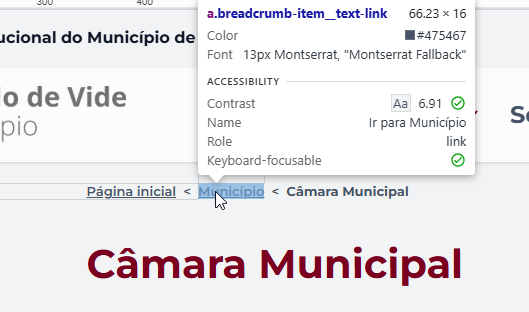 300
400
ucional do Município de
lo de Vide
pio
a.breadcrumb-item__text-link 66.23 × 16
Color #475467
Font 13px Montserrat, "Montserrat Fallback"
ACCESSIBILITY
Contrast Aa 6.91
Name Ir para Município
Role link
Keyboard-focusable
S
Página inicial < Município < Câmara Municipal
Câmara Municipal